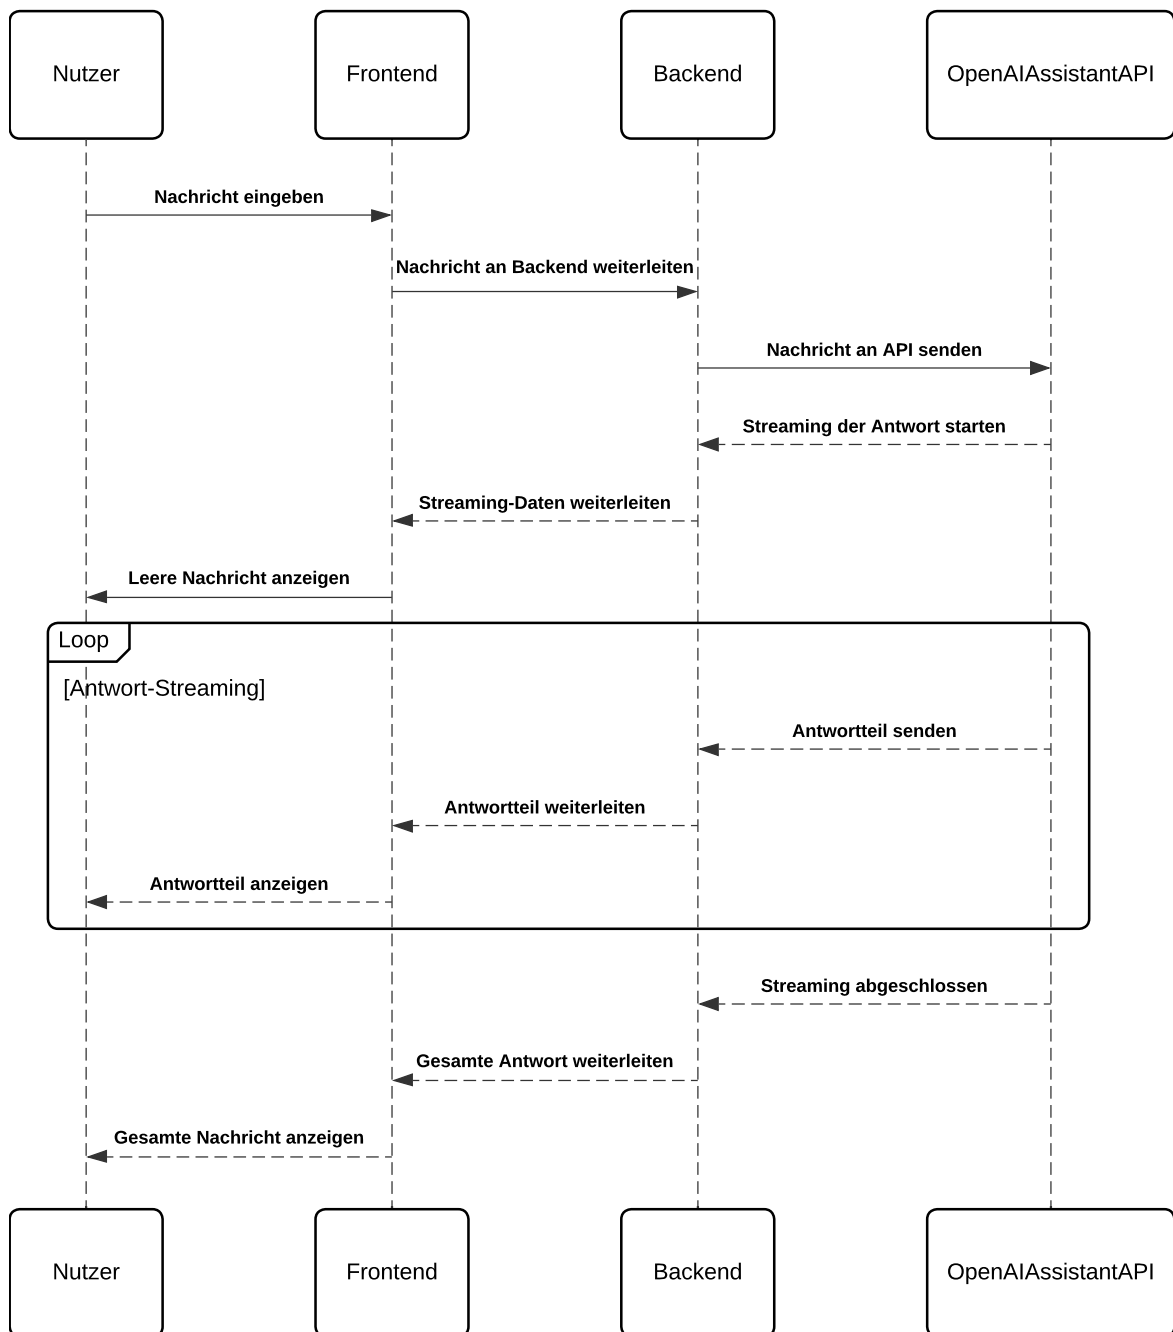 Nutzer
Frontend
Backend
OpenAIAssistantAPI
Nachricht eingeben
Nachricht an Backend weiterleiten
Nachricht an API senden
Streaming der Antwort starten
Streaming-Daten weiterleiten
Leere Nachricht anzeigen
Loop
[Antwort-Streaming]
Antwortteil senden
Antwortteil weiterleiten
Antwortteil anzeigen
Streaming abgeschlossen
Gesamte Antwort weiterleiten
Gesamte Nachricht anzeigen
Nutzer
Frontend
Backend
OpenAIAssistantAPI